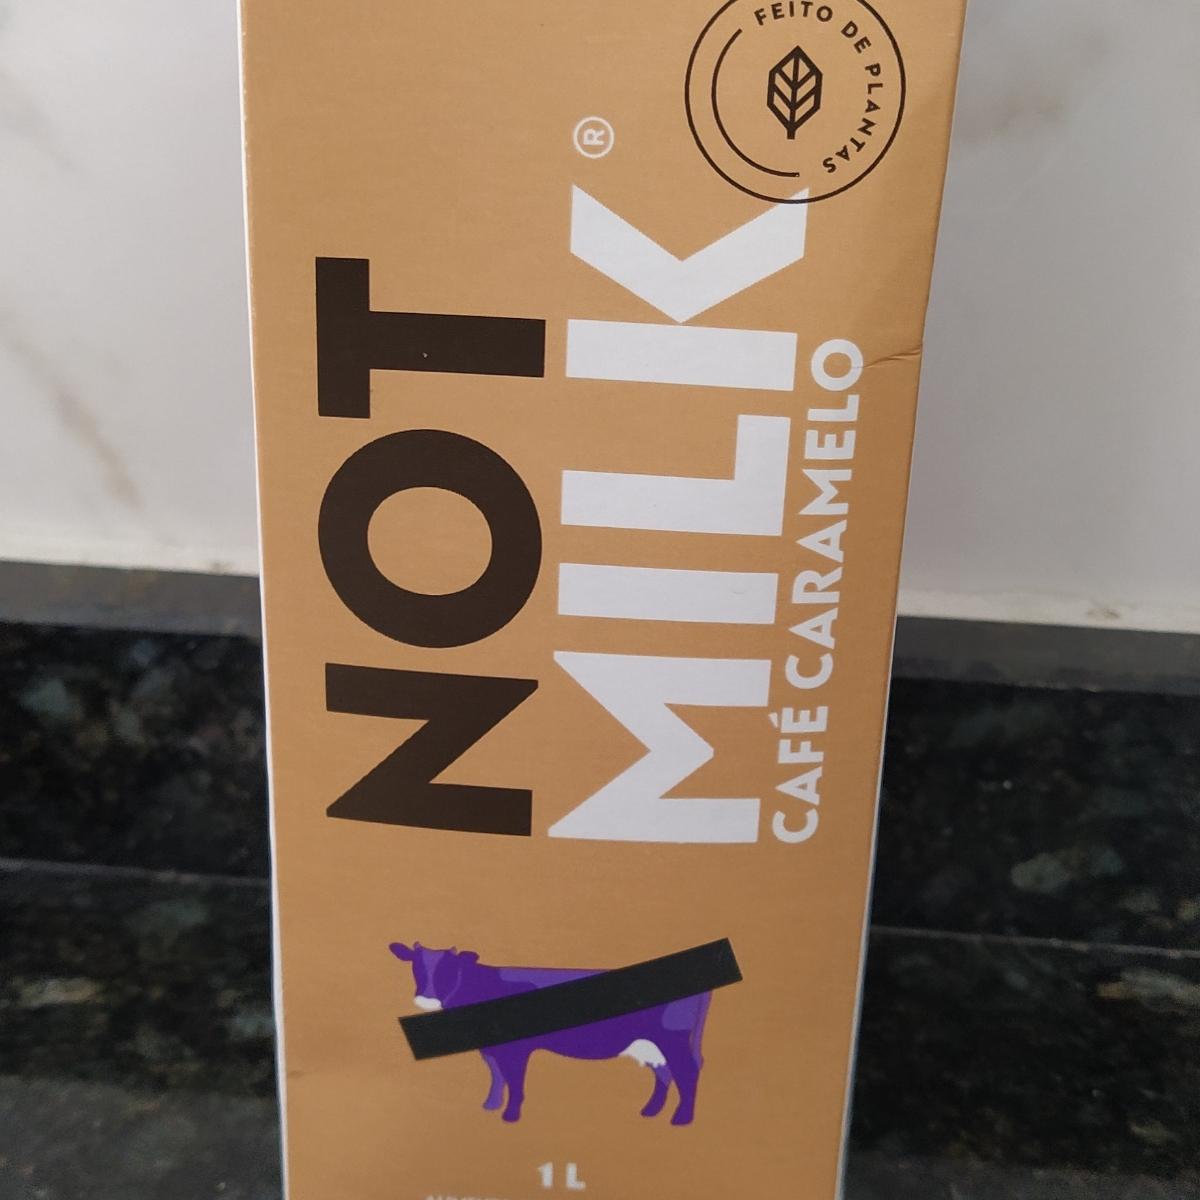 FEITO DE PLANTAS
NOT
MILK®
CAFÉ CARAMELO
1 L